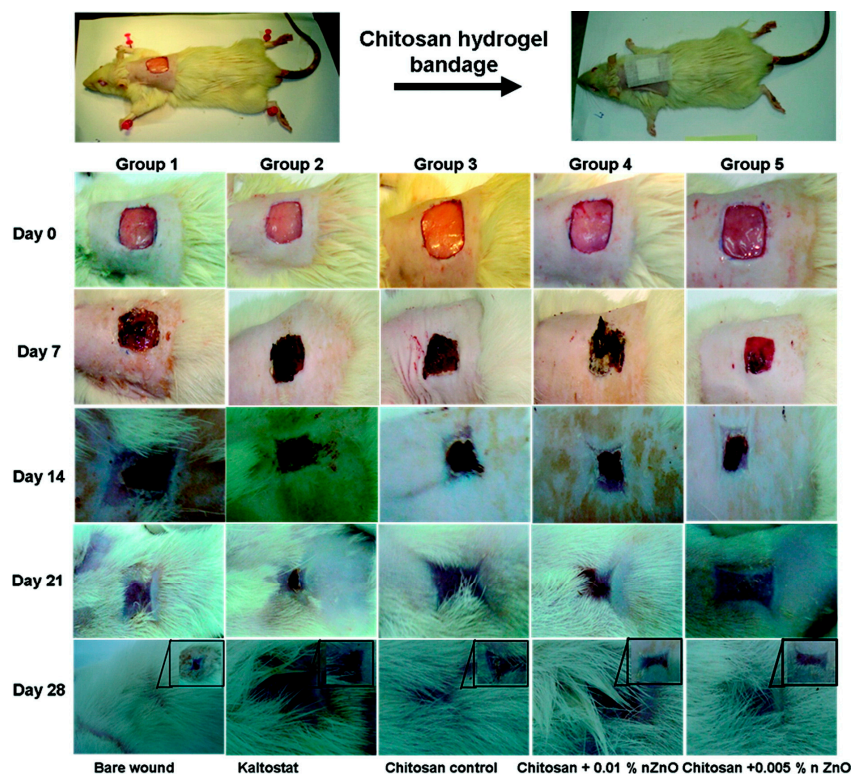 Chitosan hydrogel
bandage
Group 1 Group 2 Group 3 Group 4 Group 5
Day 0
Day 7
Day 14
Day 21
Day 28
Bare wound Kaltostat Chitosan control Chitosan + 0.01 % nZnO Chitosan +0.005 % n ZnO